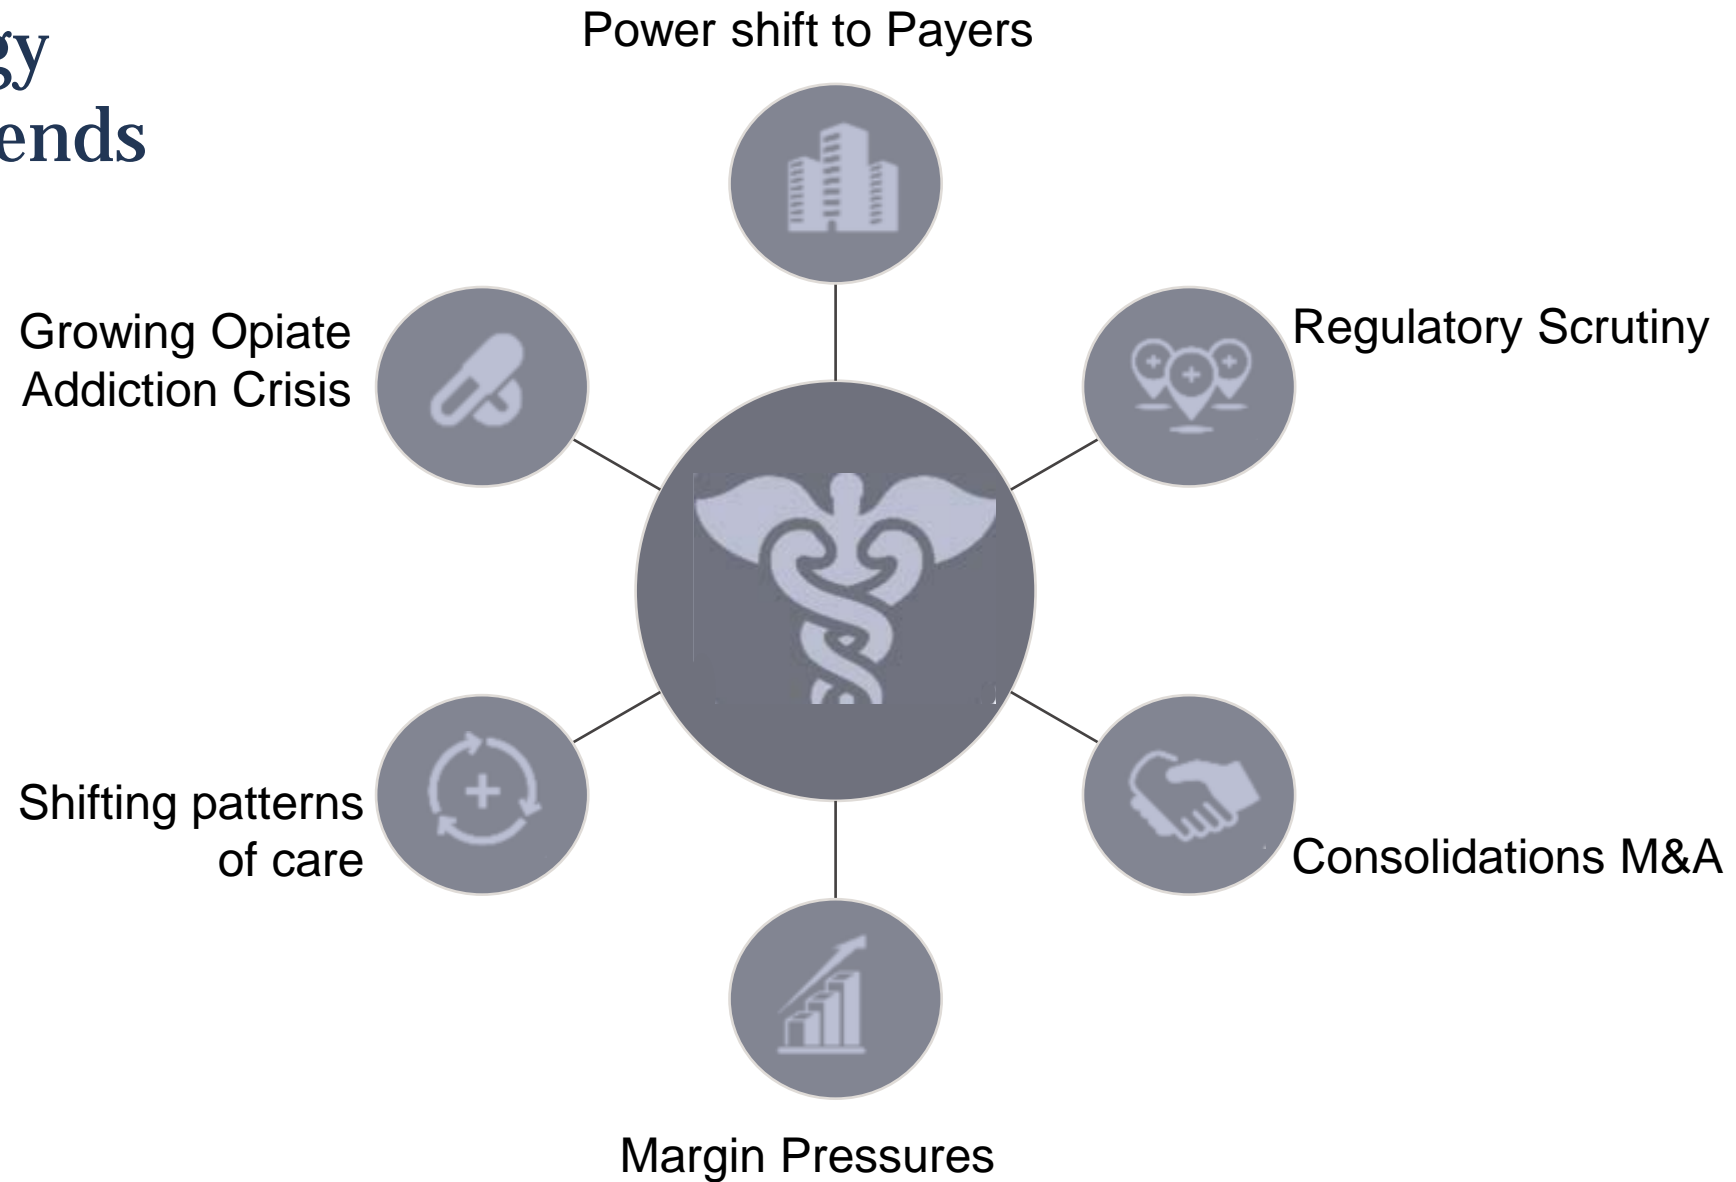 gy
ends
Power shift to Payers
Growing Opiate
Addiction Crisis
Regulatory Scrutiny
Shifting patterns
of care
Consolidations M&A
Margin Pressures